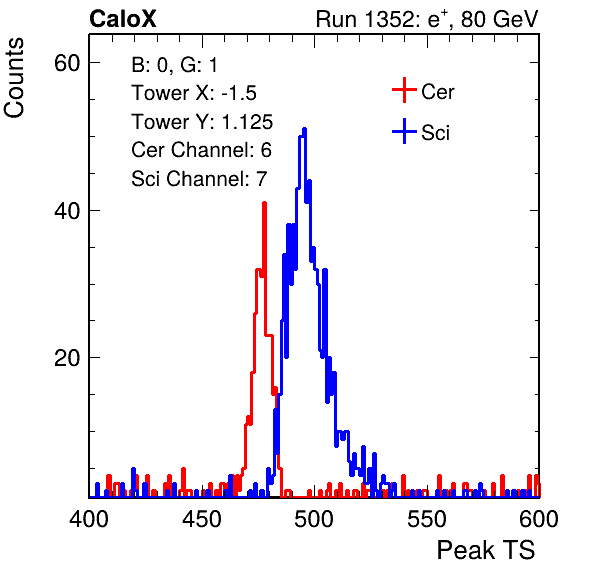 CaloX Run 1352: e+, 80 GeV
Counts
60
40
20
B: 0, G: 1
Tower X: -1.5
Tower Y: 1.125
Cer Channel: 6
Sci Channel: 7
Cer
Sci
400 450 500 550 600
Peak TS